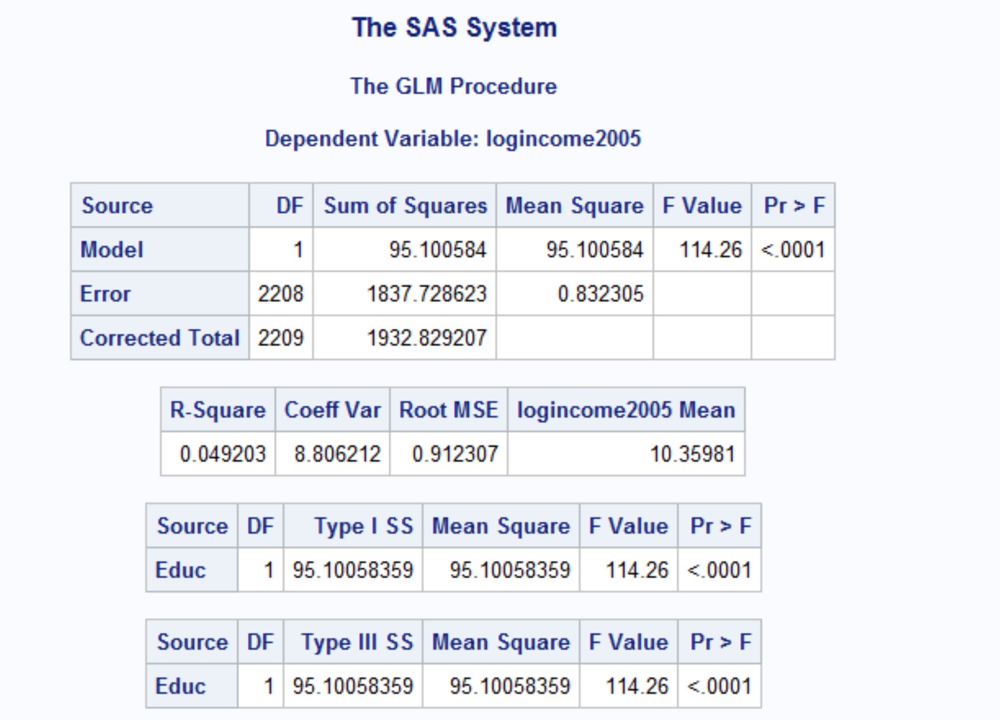 The SAS System
The GLM Procedure
Dependent Variable: logincome2005
Source DF Sum of Squares Mean Square F Value Pr > F
Model 1 95.100584 95.100584 114.26 <.0001
Error 2208 1837.728623 0.832305
Corrected Total 2209 1932.829207
R-Square Coeff Var Root MSE logincome2005 Mean
0.049203 8.806212 0.912307 10.35981
Source DF Type I SS Mean Square F Value Pr > F
Educ 1 95.10058359 95.10058359 114.26 <.0001
Source DF Type III SS Mean Square F Value Pr > F
Educ 1 95.10058359 95.10058359 114.26 <.0001